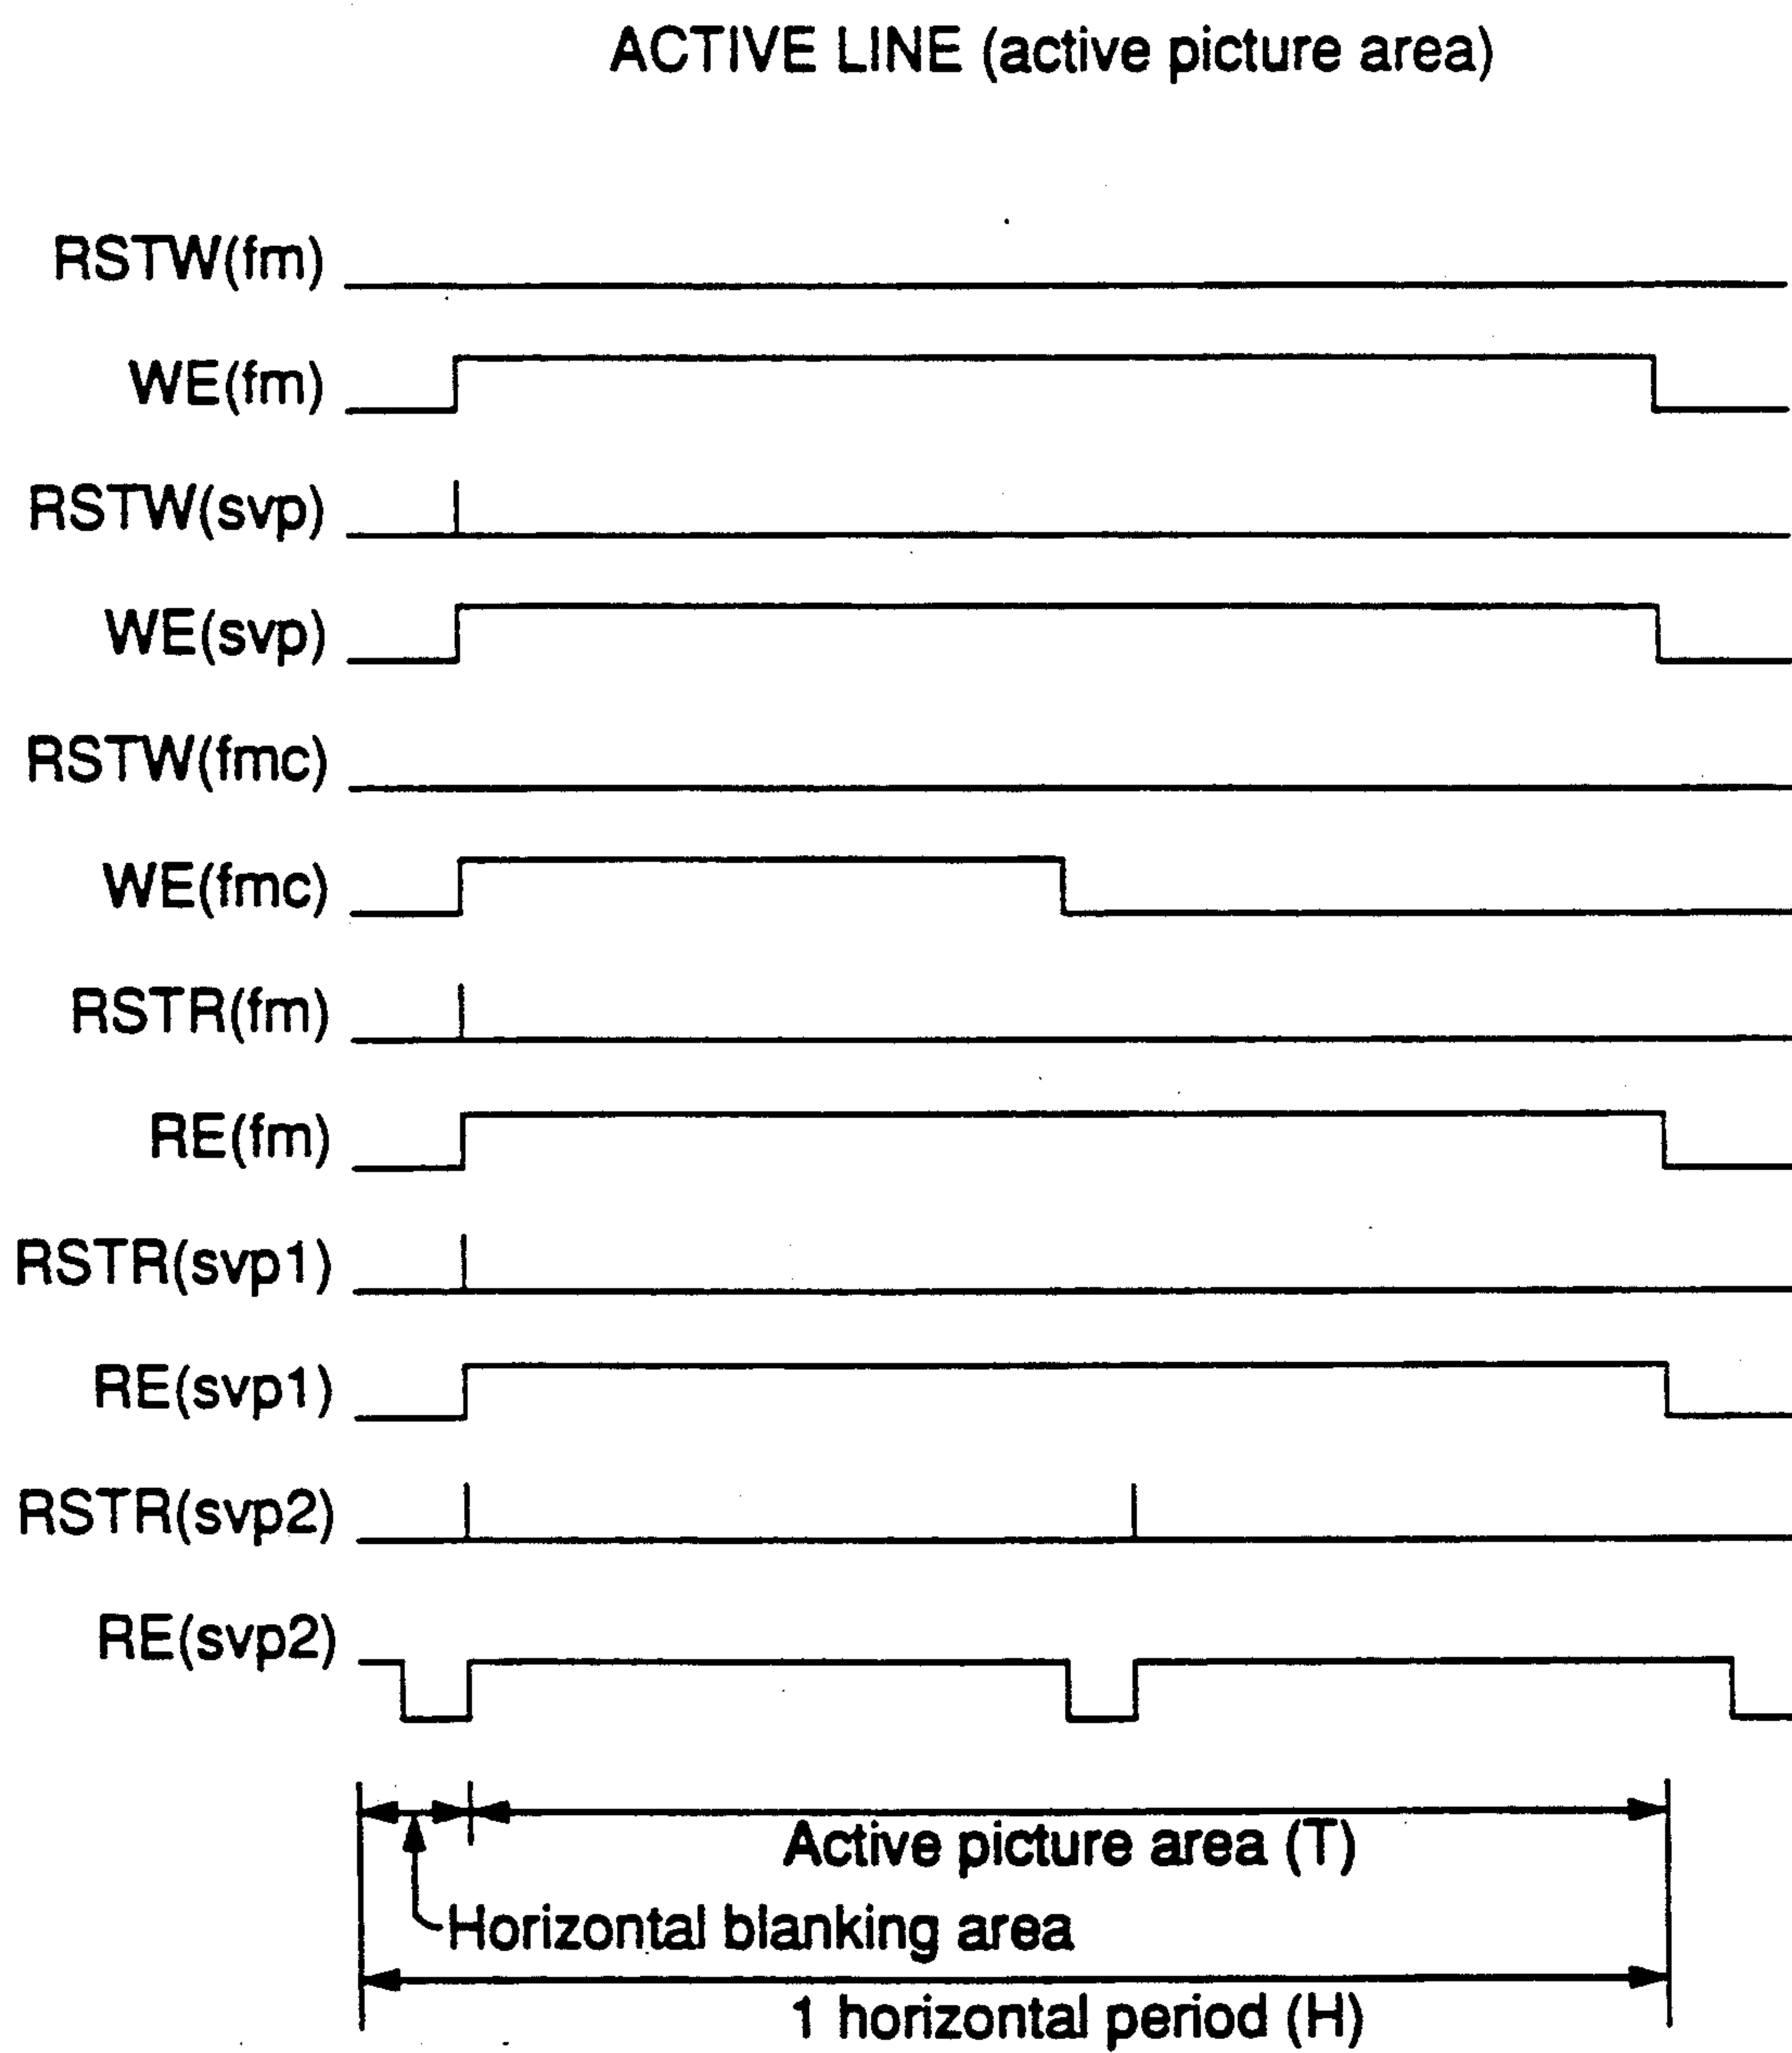 ACTIVE LINE (active picture area)
RSTW(fm)
WE(fm)
RSTW(svp)
WE(svp)
RSTW(fmc)
WE(fmc)
RSTR(fm)
RE(fm)
RSTR(svp1)
RE(svp1)
RSTR(svp2)
RE(svp2)
Active picture area (T)
Horizontal blanking area
1 horizontal period (H)